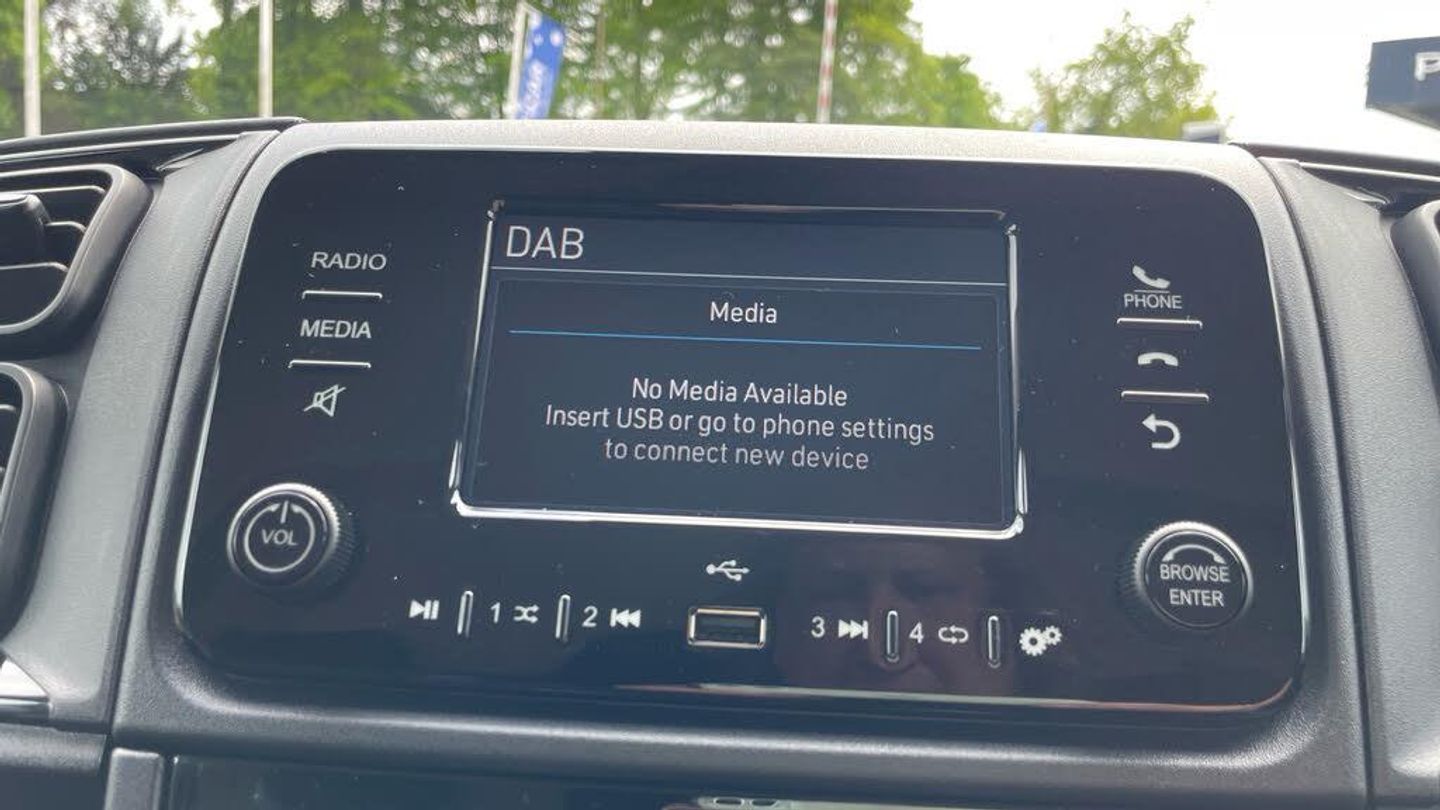 DAB
RADIO
MEDIA
Media
No Media Available
Insert USB or go to phone settings
to connect new device
PHONE
VOL
BROWSE
ENTER
1
2
3
4
P